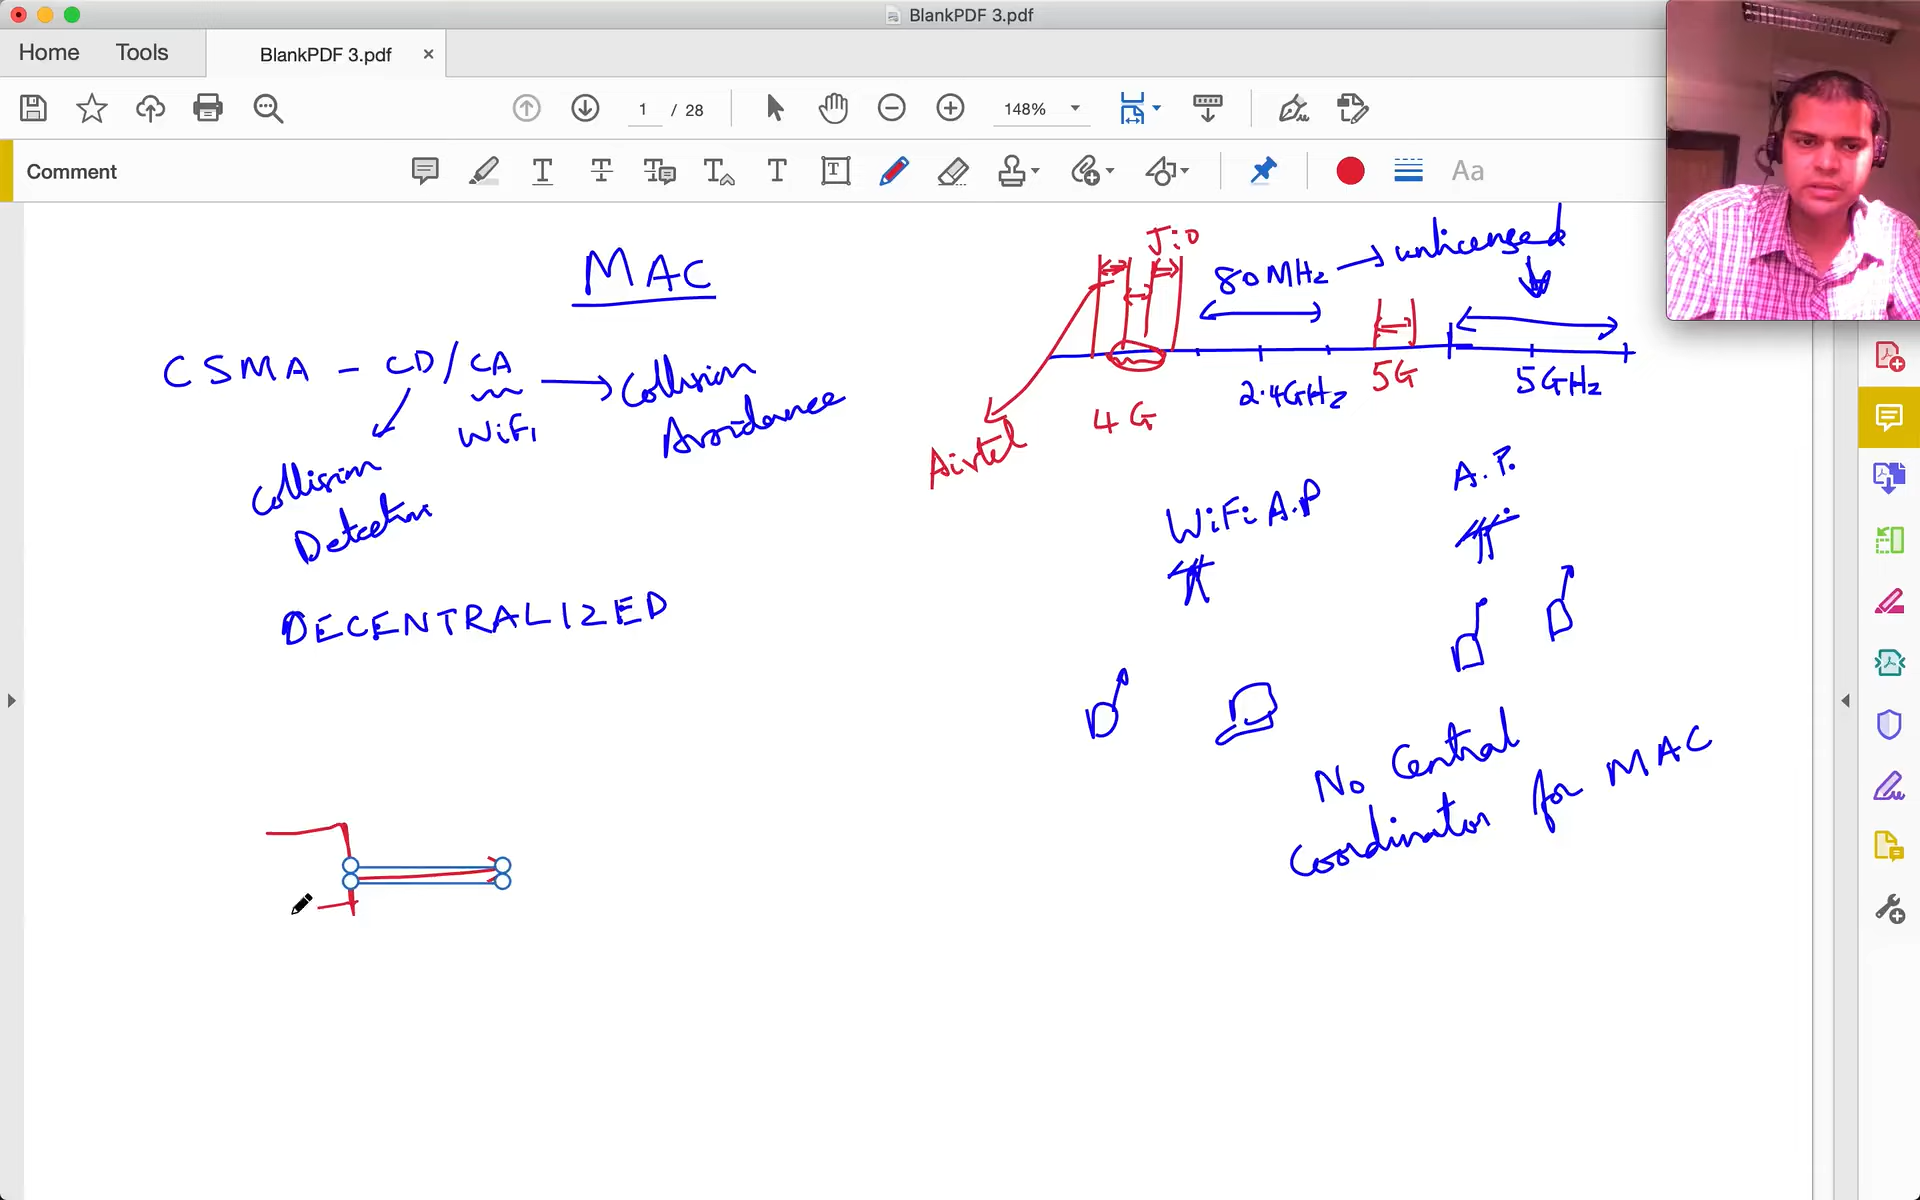 BlankPDF 3.pdf
Home
Tools
BlankPDF 3.pdf
1 / 28
148%
Comment
Aa
MAC
CSMA - CD/CA
WiFi
Collision
Avoidance
Collision
Detection
DECENTRALIZED
Jio
80 MHz → unlicensed
2.4GHz
5G
5GHz
4G
Airtel
WiFi A.P
A.P.
No Central
Coordinator for MAC